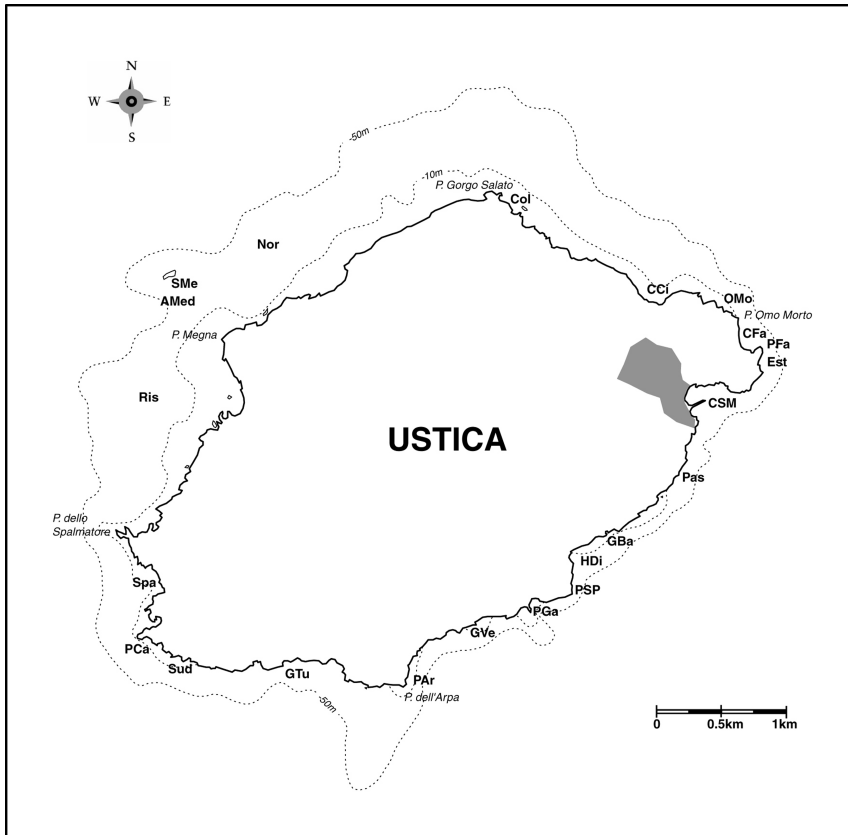 N
W E
S
-50m
-10m
P. Gorgo Salato
Col
Nor
SMe
AMed
CCi
OMo
P. Omo Morto
CFa
PFa
Est
P. Megna
Ris
CSM
USTICA
Pas
P. dello
Spalmatore
GBa
HDi
Spa
PSP
PGa
GVe
PCa
Sud
GTu
PAr
P. dell'Arpa
-50m
0 0.5km 1km